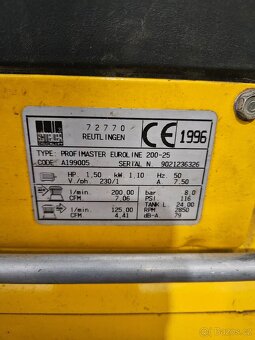 72770
REUTLINGEN
CE 1996
TYPE: PROFIMASTER EUROLINE 200-25
CODE: A199005 SERIAL N. 9021236326
HP 1,50 kW 1,10 Hz 50
V/ph 230/1 A 7,50
l/min. 200,00 bar 8,0
CFM 7,06 PSI 116
TANK L. 24,00
l/min. 125,00 RPM 2850
CFM 4,41 dB-A 79